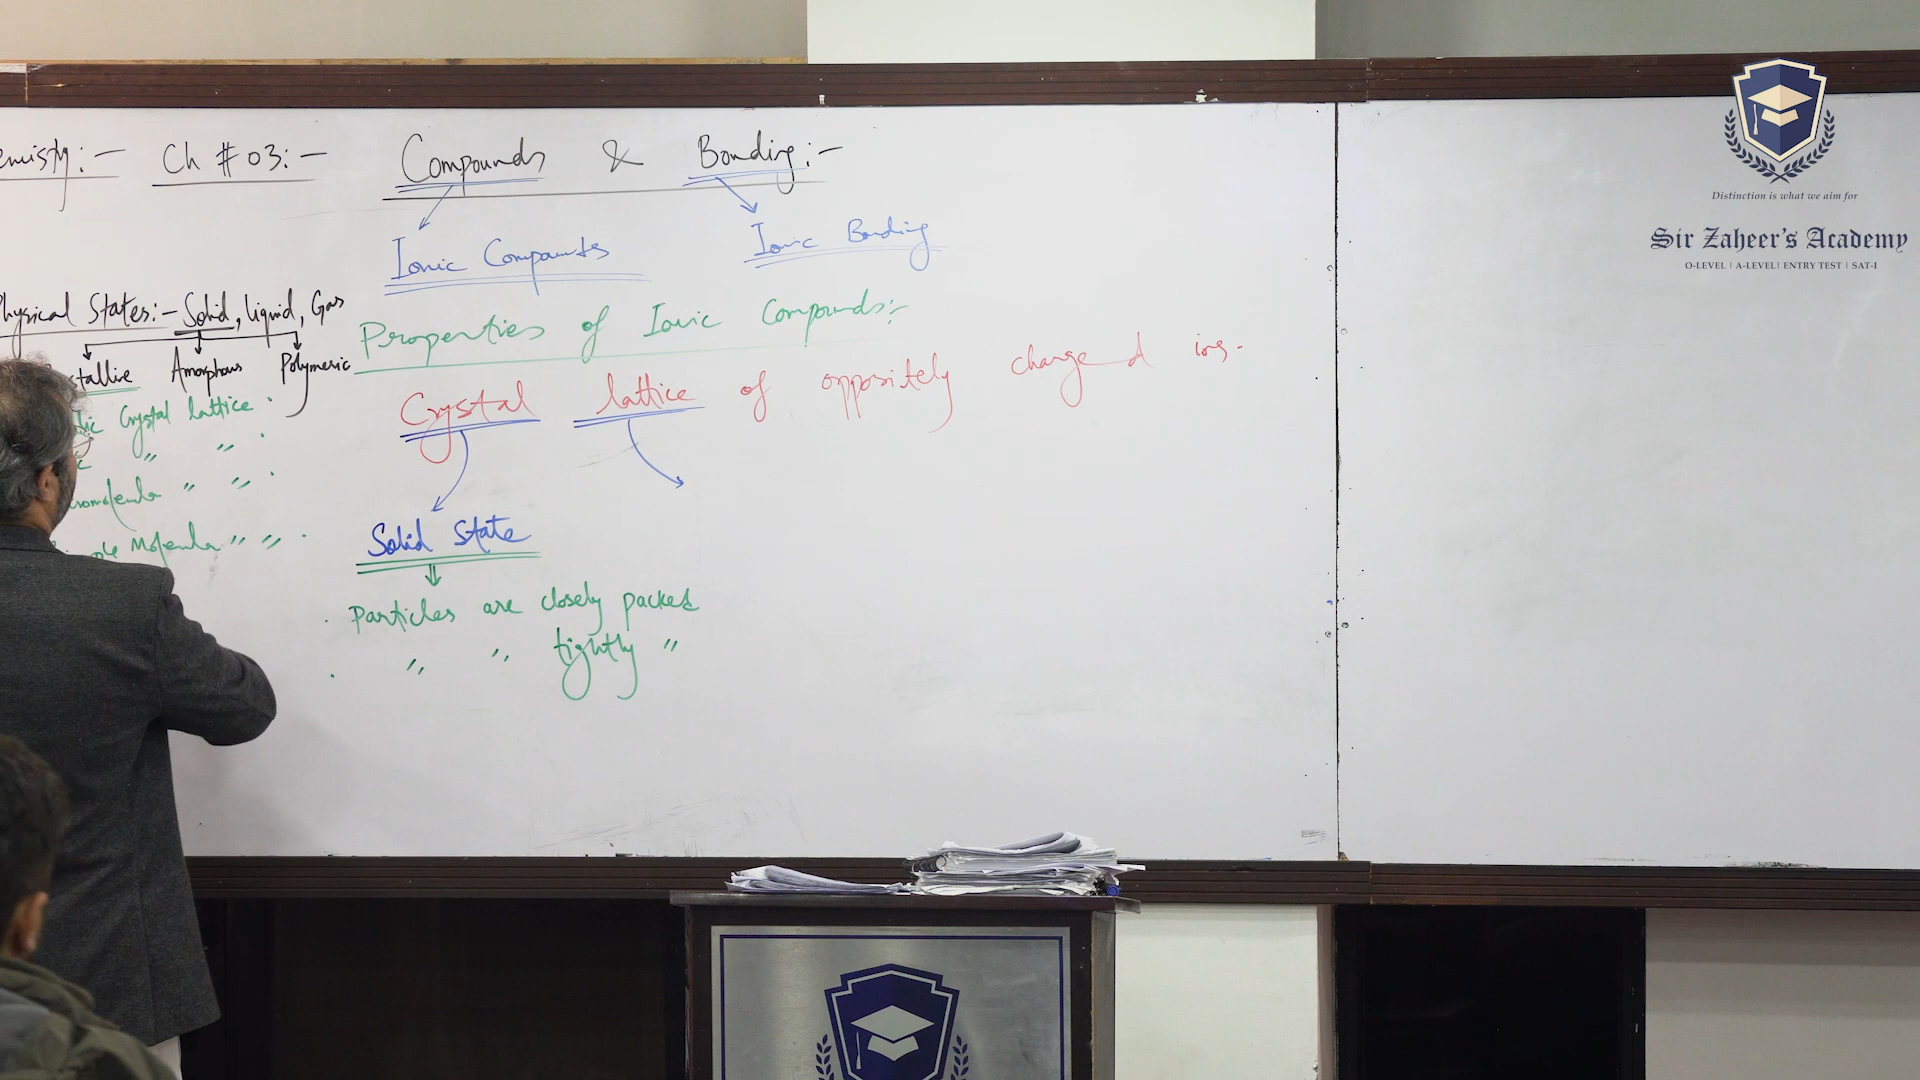 emisty:- Ch # 03:- Compounds & Bonding:-
Ionic Compounds
Ionic Bonding
Physical States:- Solid, liquid, Gas
stalline Amorphous Polymeric
Crystal lattice .
" " .
" " .
Molecular " " .
Properties of Ionic Compounds:-
Crystal lattice of oppositely charged ions.
Solid State
. Particles are closely packed
. " " tightly "
Distinction is what we aim for
Sir Zaheer's Academy
O-LEVEL | A-LEVEL | ENTRY TEST | SAT-I